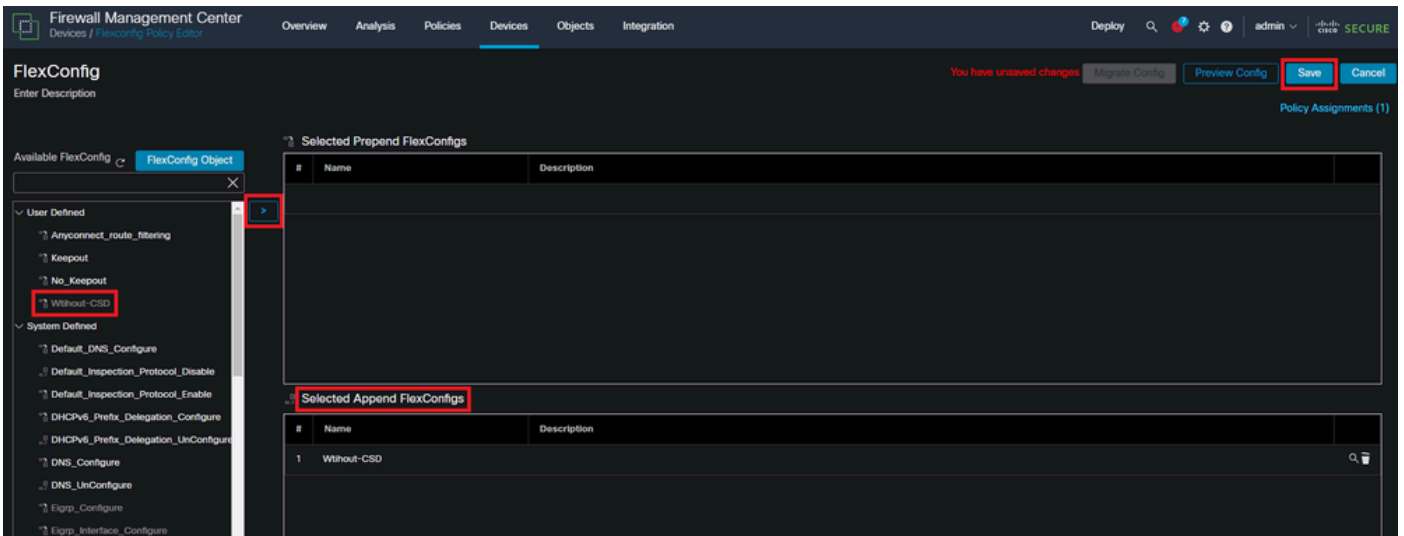 Firewall Management Center
Devices / Flexconfig Policy Editor
Overview Analysis Policies Devices Objects Integration
Deploy admin cisco SECURE
FlexConfig
Enter Description
You have unsaved changes Migrate Config Preview Config Save Cancel
Policy Assignments (1)
Available FlexConfig FlexConfig Object
User Defined
Anyconnect_route_filtering
Keepout
No_Keepout
Wtihout-CSD
System Defined
Default_DNS_Configure
Default_Inspection_Protocol_Disable
Default_Inspection_Protocol_Enable
DHCPv6_Prefix_Delegation_Configure
DHCPv6_Prefix_Delegation_UnConfigure
DNS_Configure
DNS_UnConfigure
Eigrp_Configure
Eigrp_Interface_Configure
>
Selected Prepend FlexConfigs
# Name Description
Selected Append FlexConfigs
# Name Description
1 Wtihout-CSD